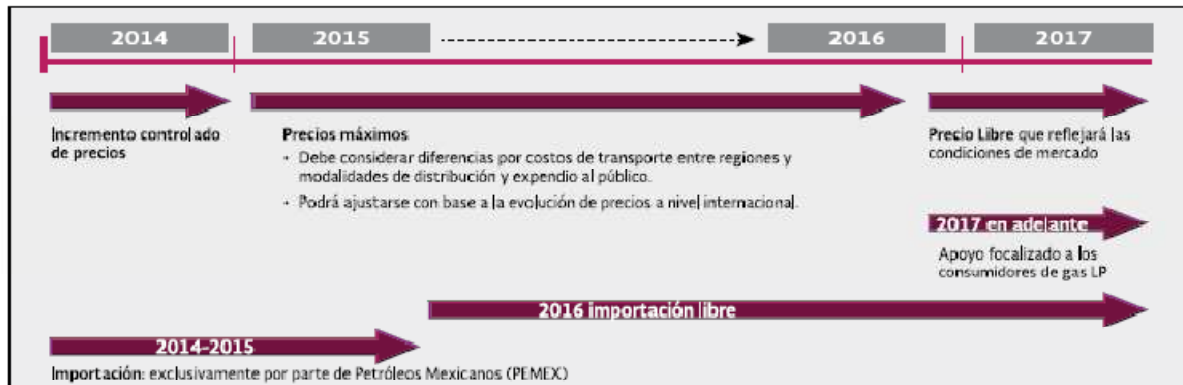 2014
2015
2016
2017
Incremento controlado
de precios
Precios máximos
- Debe considerar diferencias por costos de transporte entre regiones y
modalidades de distribución y expendio al público.
- Podrá ajustarse con base a la evolución de precios a nivel internacional.
Precio Libre que reflejará las
condiciones de mercado
2017 en adelante
Apoyo focalizado a los
consumidores de gas LP
2016 importación libre
2014-2015
Importación: exclusivamente por parte de Petróleos Mexicanos (PEMEX)